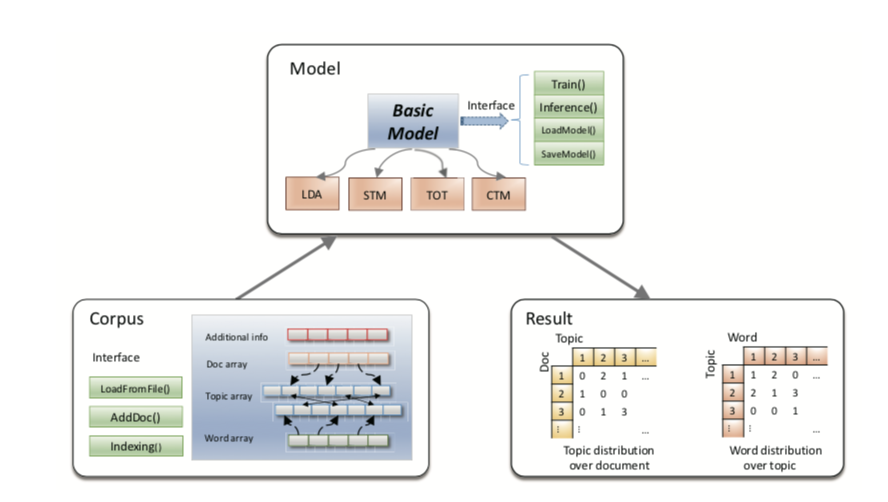 Model
Basic
Model
Interface
Train()
Inference()
LoadModel()
SaveModel()
LDA
STM
TOT
CTM
Corpus
Interface
LoadFromFile()
AddDoc()
Indexing()
Additional info
Doc array
Topic array
Word array
Result
Topic
Doc
1 2 3 ...
1 0 2 1 ...
2 1 0 0
3 0 1 3
⋮ ⋮ ...
Topic distribution
over document
Word
Topic
1 2 3 ...
1 1 2 0 ...
2 2 1 3
3 0 0 1
⋮ ⋮ ...
Word distribution
over topic